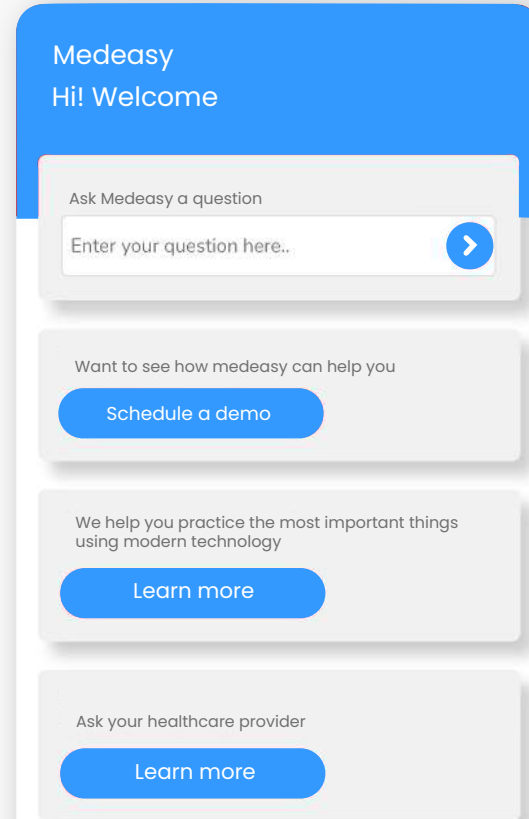 Medeasy
Hi! Welcome
Ask Medeasy a question
Enter your question here..
Want to see how medeasy can help you
Schedule a demo
We help you practice the most important things
using modern technology
Learn more
Ask your healthcare provider
Learn more